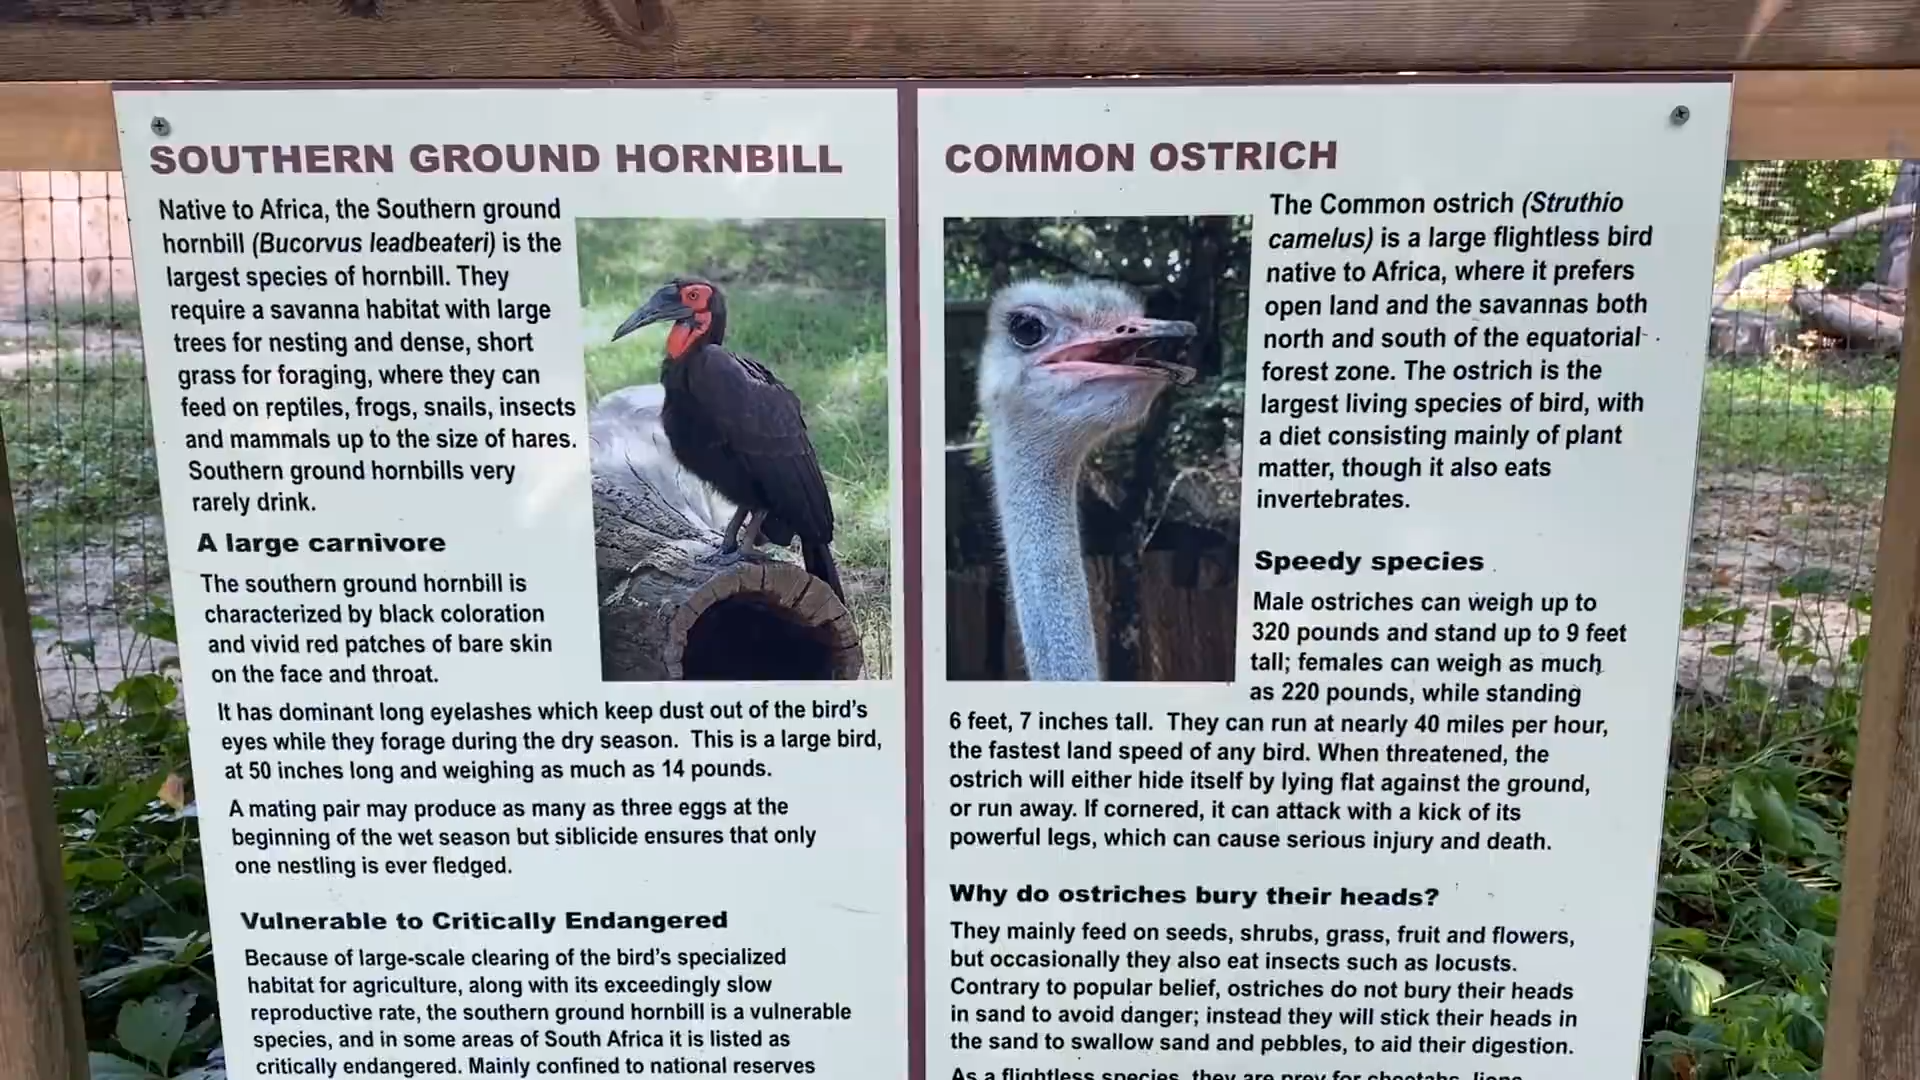 SOUTHERN GROUND HORNBILL
Native to Africa, the Southern ground
hornbill (Bucorvus leadbeateri) is the
largest species of hornbill. They
require a savanna habitat with large
trees for nesting and dense, short
grass for foraging, where they can
feed on reptiles, frogs, snails, insects
and mammals up to the size of hares.
Southern ground hornbills very
rarely drink.
A large carnivore
The southern ground hornbill is
characterized by black coloration
and vivid red patches of bare skin
on the face and throat.
It has dominant long eyelashes which keep dust out of the bird's
eyes while they forage during the dry season. This is a large bird,
at 50 inches long and weighing as much as 14 pounds.
A mating pair may produce as many as three eggs at the
beginning of the wet season but siblicide ensures that only
one nestling is ever fledged.
Vulnerable to Critically Endangered
Because of large-scale clearing of the bird's specialized
habitat for agriculture, along with its exceedingly slow
reproductive rate, the southern ground hornbill is a vulnerable
species, and in some areas of South Africa it is listed as
critically endangered. Mainly confined to national reserves
COMMON OSTRICH
The Common ostrich (Struthio
camelus) is a large flightless bird
native to Africa, where it prefers
open land and the savannas both
north and south of the equatorial
forest zone. The ostrich is the
largest living species of bird, with
a diet consisting mainly of plant
matter, though it also eats
invertebrates.
Speedy species
Male ostriches can weigh up to
320 pounds and stand up to 9 feet
tall; females can weigh as much
as 220 pounds, while standing
6 feet, 7 inches tall. They can run at nearly 40 miles per hour,
the fastest land speed of any bird. When threatened, the
ostrich will either hide itself by lying flat against the ground,
or run away. If cornered, it can attack with a kick of its
powerful legs, which can cause serious injury and death.
Why do ostriches bury their heads?
They mainly feed on seeds, shrubs, grass, fruit and flowers,
but occasionally they also eat insects such as locusts.
Contrary to popular belief, ostriches do not bury their heads
in sand to avoid danger; instead they will stick their heads in
the sand to swallow sand and pebbles, to aid their digestion.
As a flightless species, they are prey for cheetahs, lions,